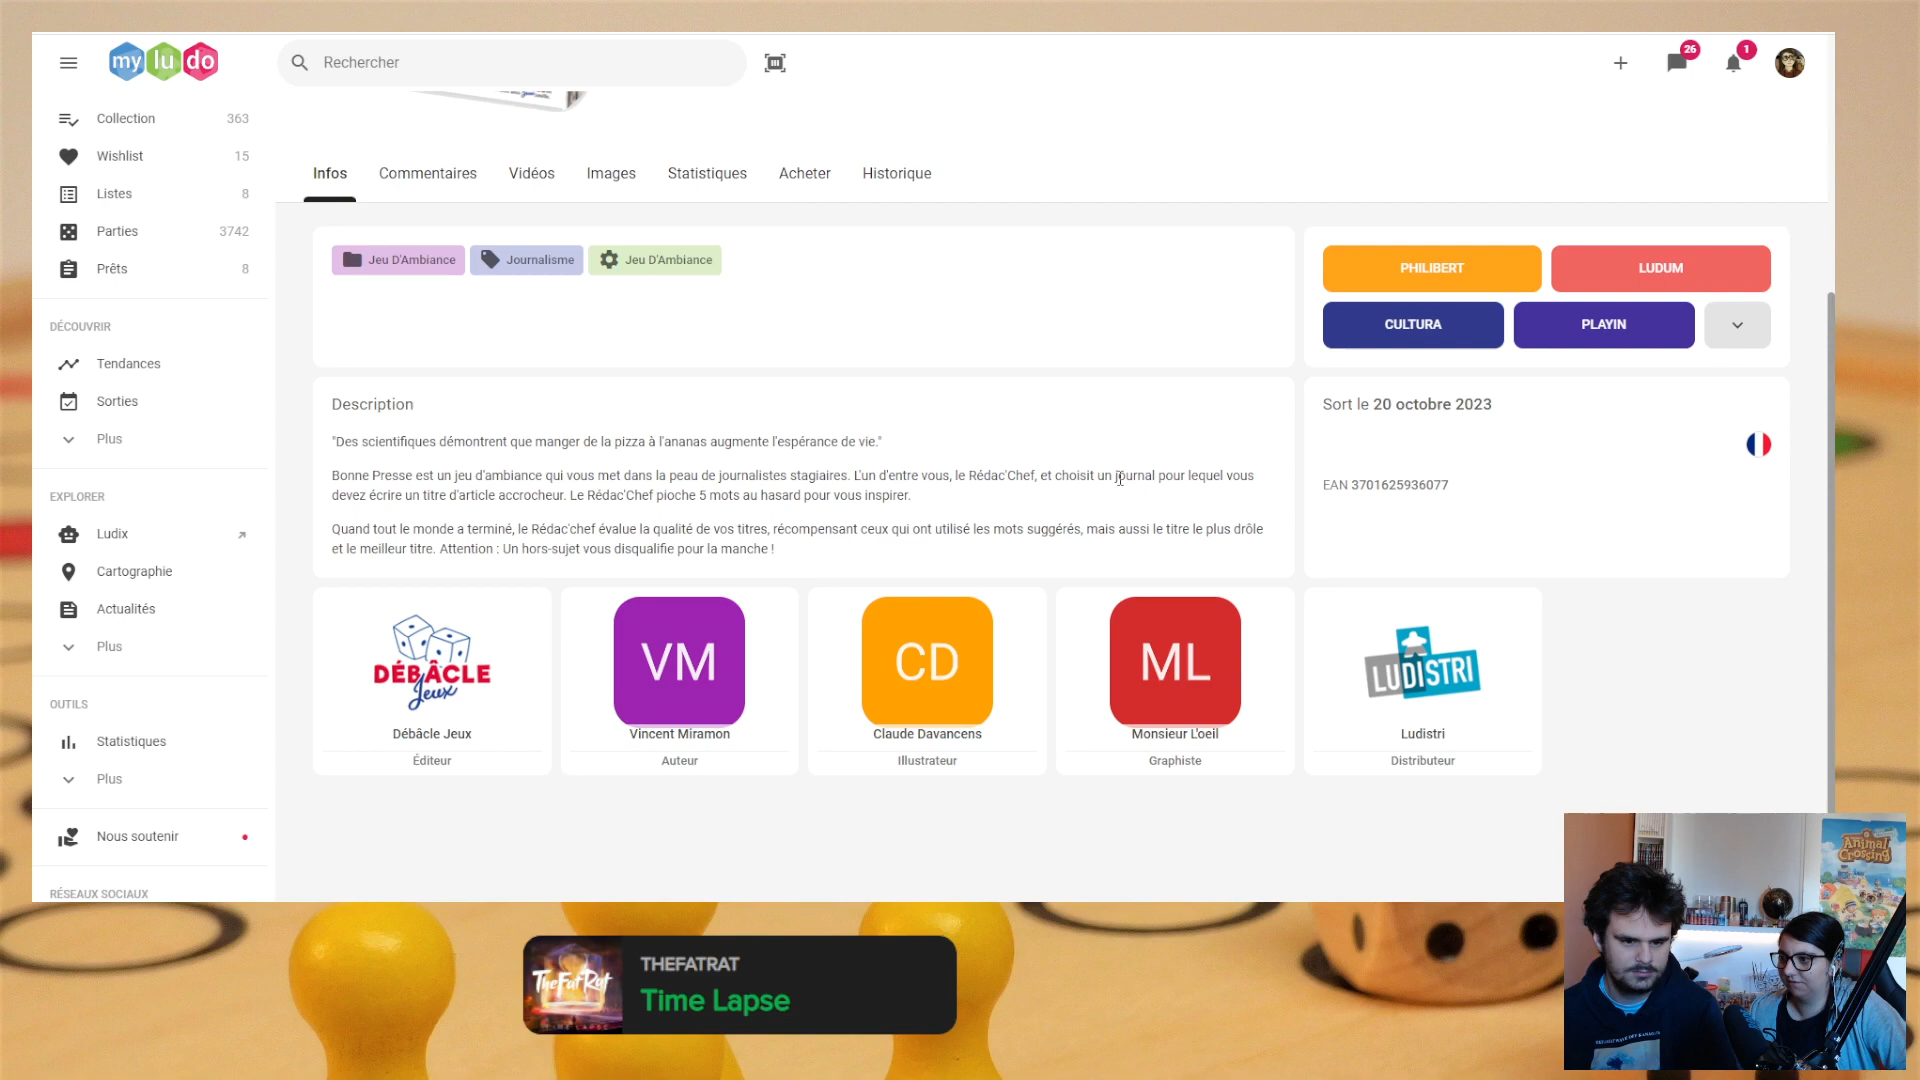 my lu do
Rechercher
26
1
Collection 363
Wishlist 15
Listes 8
Parties 3742
Prêts 8
DÉCOUVRIR
Tendances
Sorties
Plus
EXPLORER
Ludix
Cartographie
Actualités
Plus
OUTILS
Statistiques
Plus
Nous soutenir
RÉSEAUX SOCIAUX
Infos Commentaires Vidéos Images Statistiques Acheter Historique
Jeu D'Ambiance Journalisme Jeu D'Ambiance
PHILIBERT LUDUM
CULTURA PLAYIN
Description
"Des scientifiques démontrent que manger de la pizza à l'ananas augmente l'espérance de vie."
Bonne Presse est un jeu d'ambiance qui vous met dans la peau de journalistes stagiaires. L'un d'entre vous, le Rédac'Chef, et choisit un journal pour lequel vous
devez écrire un titre d'article accrocheur. Le Rédac'Chef pioche 5 mots au hasard pour vous inspirer.
Quand tout le monde a terminé, le Rédac'chef évalue la qualité de vos titres, récompensant ceux qui ont utilisé les mots suggérés, mais aussi le titre le plus drôle
et le meilleur titre. Attention : Un hors-sujet vous disqualifie pour la manche !
Sort le 20 octobre 2023
EAN 3701625936077
DÉBÂCLE
Jeux
Débâcle Jeux
Éditeur
VM
Vincent Miramon
Auteur
CD
Claude Davancens
Illustrateur
ML
Monsieur L'oeil
Graphiste
LUDISTRI
Ludistri
Distributeur
TheFatRat
TIME LAPSE
THEFATRAT
Time Lapse
Animal
Crossing